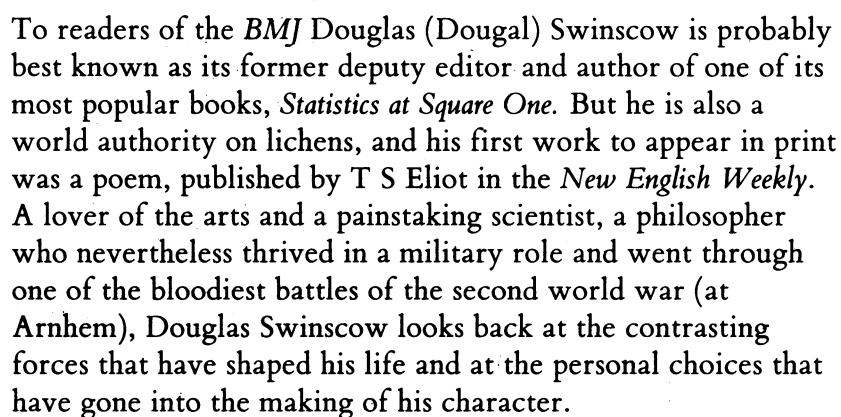 To readers of the BMJ Douglas (Dougal) Swinscow is probably
best known as its former deputy editor and author of one of its
most popular books, Statistics at Square One. But he is also a
world authority on lichens, and his first work to appear in print
was a poem, published by T S Eliot in the New English Weekly.
A lover of the arts and a painstaking scientist, a philosopher
who nevertheless thrived in a military role and went through
one of the bloodiest battles of the second world war (at
Arnhem), Douglas Swinscow looks back at the contrasting
forces that have shaped his life and at the personal choices that
have gone into the making of his character.